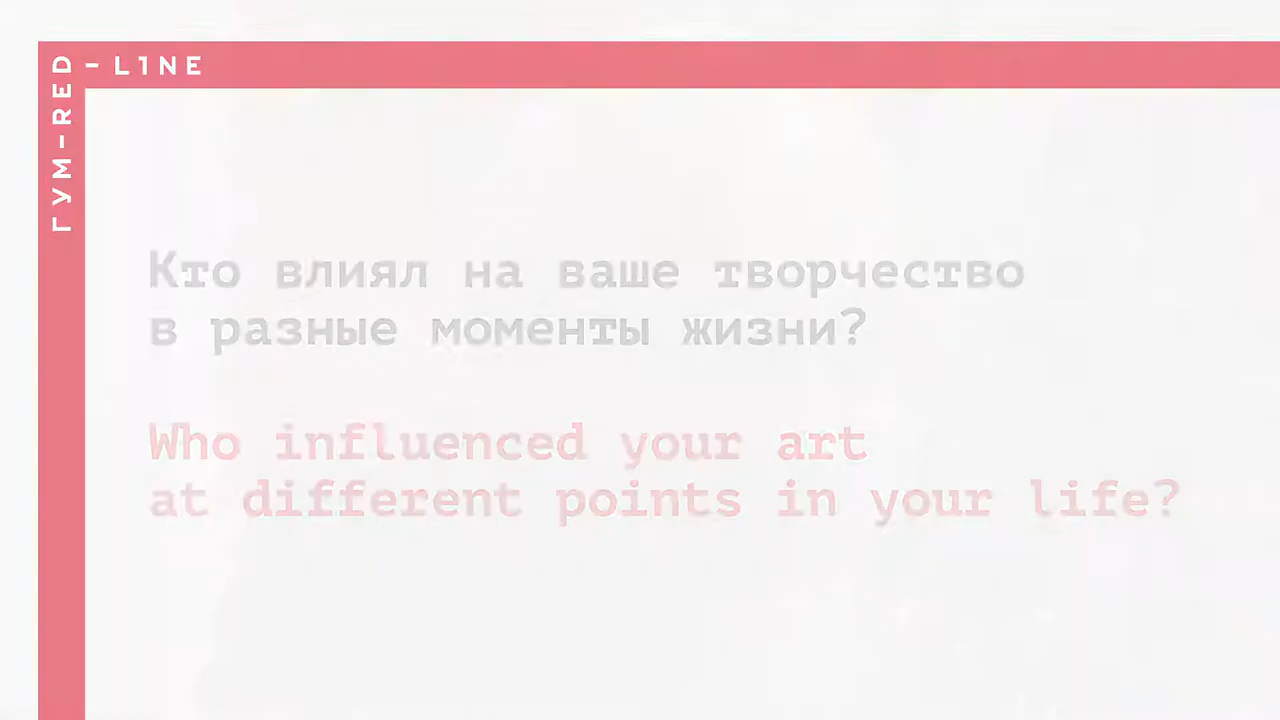 ГУМ-RED-L1NE
Кто влиял на ваше творчество
в разные моменты жизни?
Who influenced your art
at different points in your life?